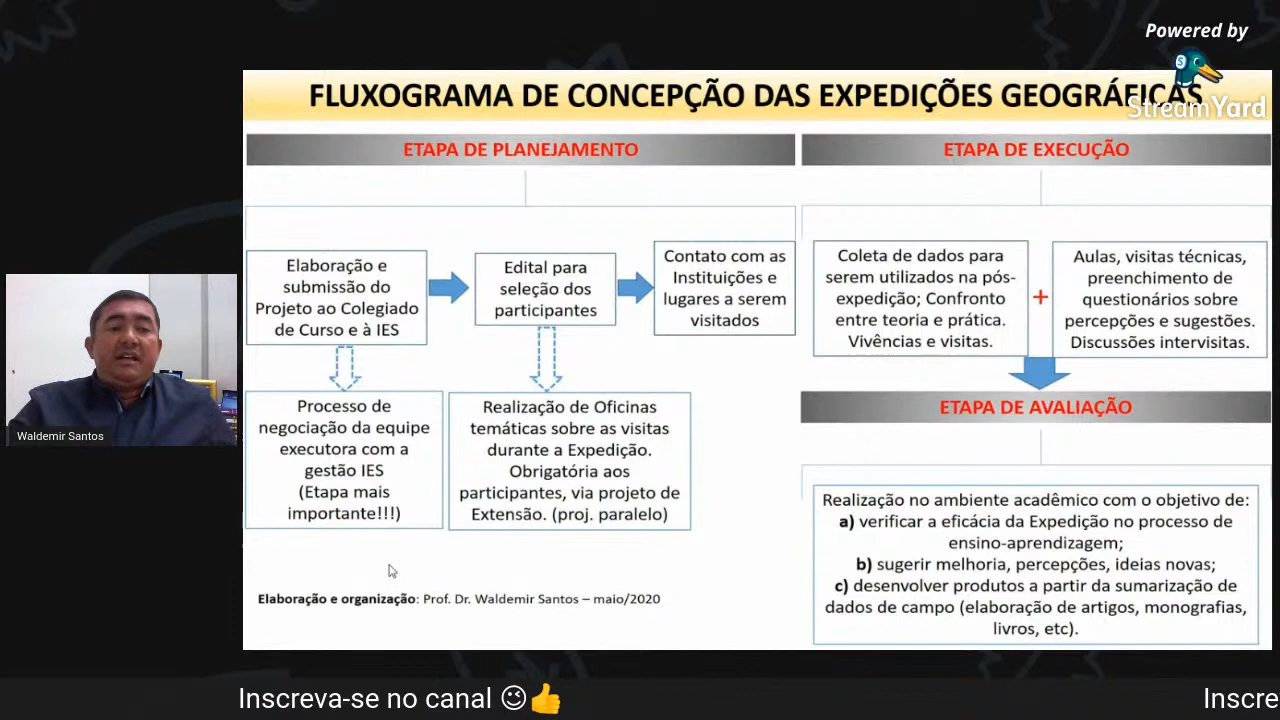 Powered by
StreamYard
FLUXOGRAMA DE CONCEPÇÃO DAS EXPEDIÇÕES GEOGRÁFICAS
ETAPA DE PLANEJAMENTO
Elaboração e
submissão do
Projeto ao Colegiado
de Curso e à IES
Edital para
seleção dos
participantes
Contato com as
Instituições e
lugares a serem
visitados
Processo de
negociação da equipe
executora com a
gestão IES
(Etapa mais
importante!!!)
Realização de Oficinas
temáticas sobre as visitas
durante a Expedição.
Obrigatória aos
participantes, via projeto de
Extensão. (proj. paralelo)
ETAPA DE EXECUÇÃO
Coleta de dados para
serem utilizados na pós-
expedição; Confronto
entre teoria e prática.
Vivências e visitas.
+
Aulas, visitas técnicas,
preenchimento de
questionários sobre
percepções e sugestões.
Discussões intervisitas.
ETAPA DE AVALIAÇÃO
Realização no ambiente acadêmico com o objetivo de:
a) verificar a eficácia da Expedição no processo de
ensino-aprendizagem;
b) sugerir melhoria, percepções, ideias novas;
c) desenvolver produtos a partir da sumarização de
dados de campo (elaboração de artigos, monografias,
livros, etc).
Elaboração e organização: Prof. Dr. Waldemir Santos – maio/2020
Waldemir Santos
Inscreva-se no canal 😉👍
Inscre